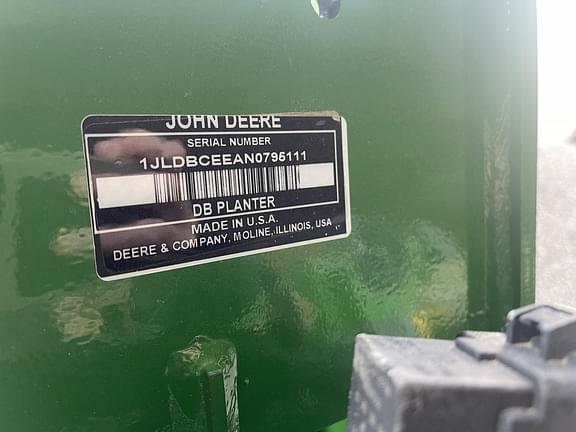 JOHN DEERE
SERIAL NUMBER
1JLDBCEEAN0795111
DB PLANTER
MADE IN U.S.A.
DEERE & COMPANY, MOLINE, ILLINOIS, USA